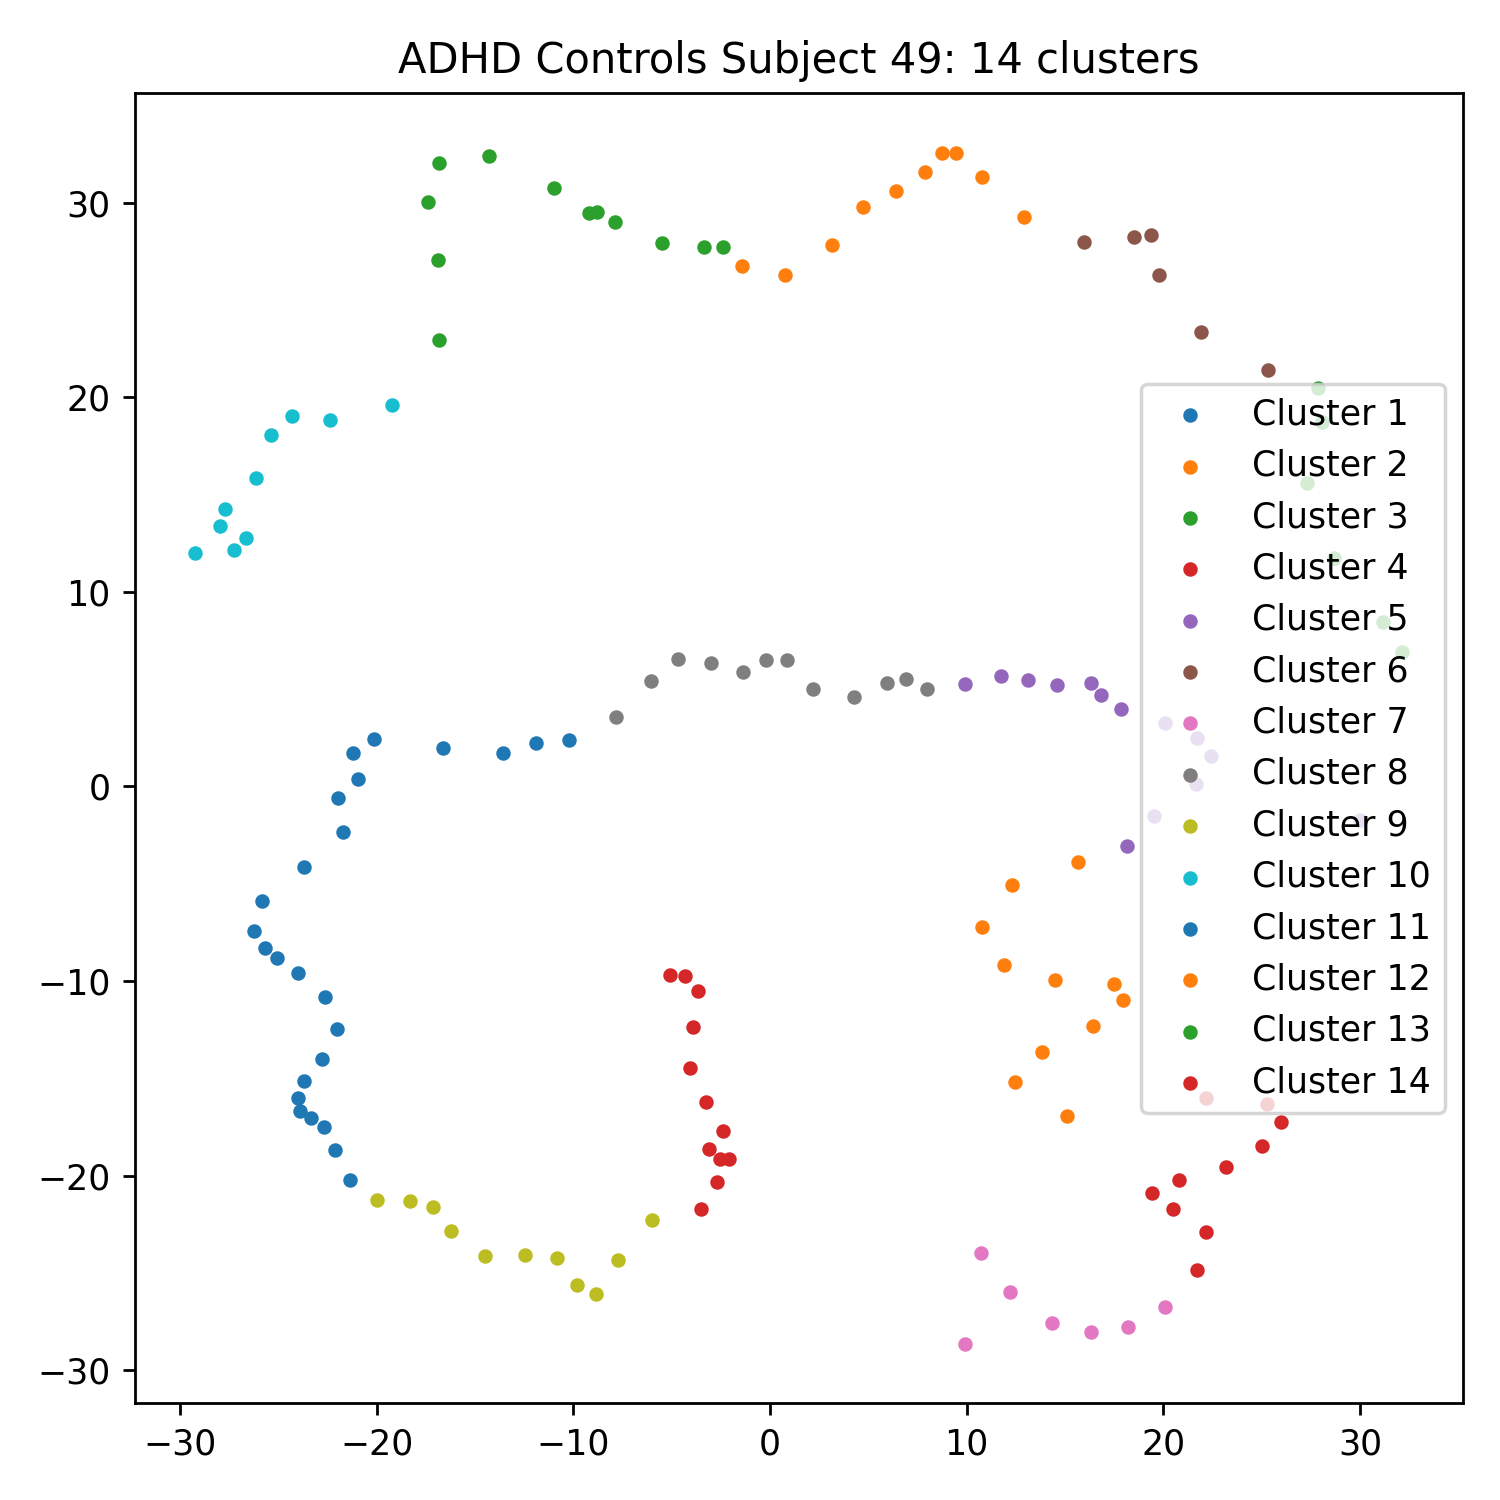 ADHD Controls Subject 49: 14 clusters
30
20
10
0
−10
−20
−30
Cluster 1
Cluster 2
Cluster 3
Cluster 4
Cluster 5
Cluster 6
Cluster 7
Cluster 8
Cluster 9
Cluster 10
Cluster 11
Cluster 12
Cluster 13
Cluster 14
−30 −20 −10 0 10 20 30